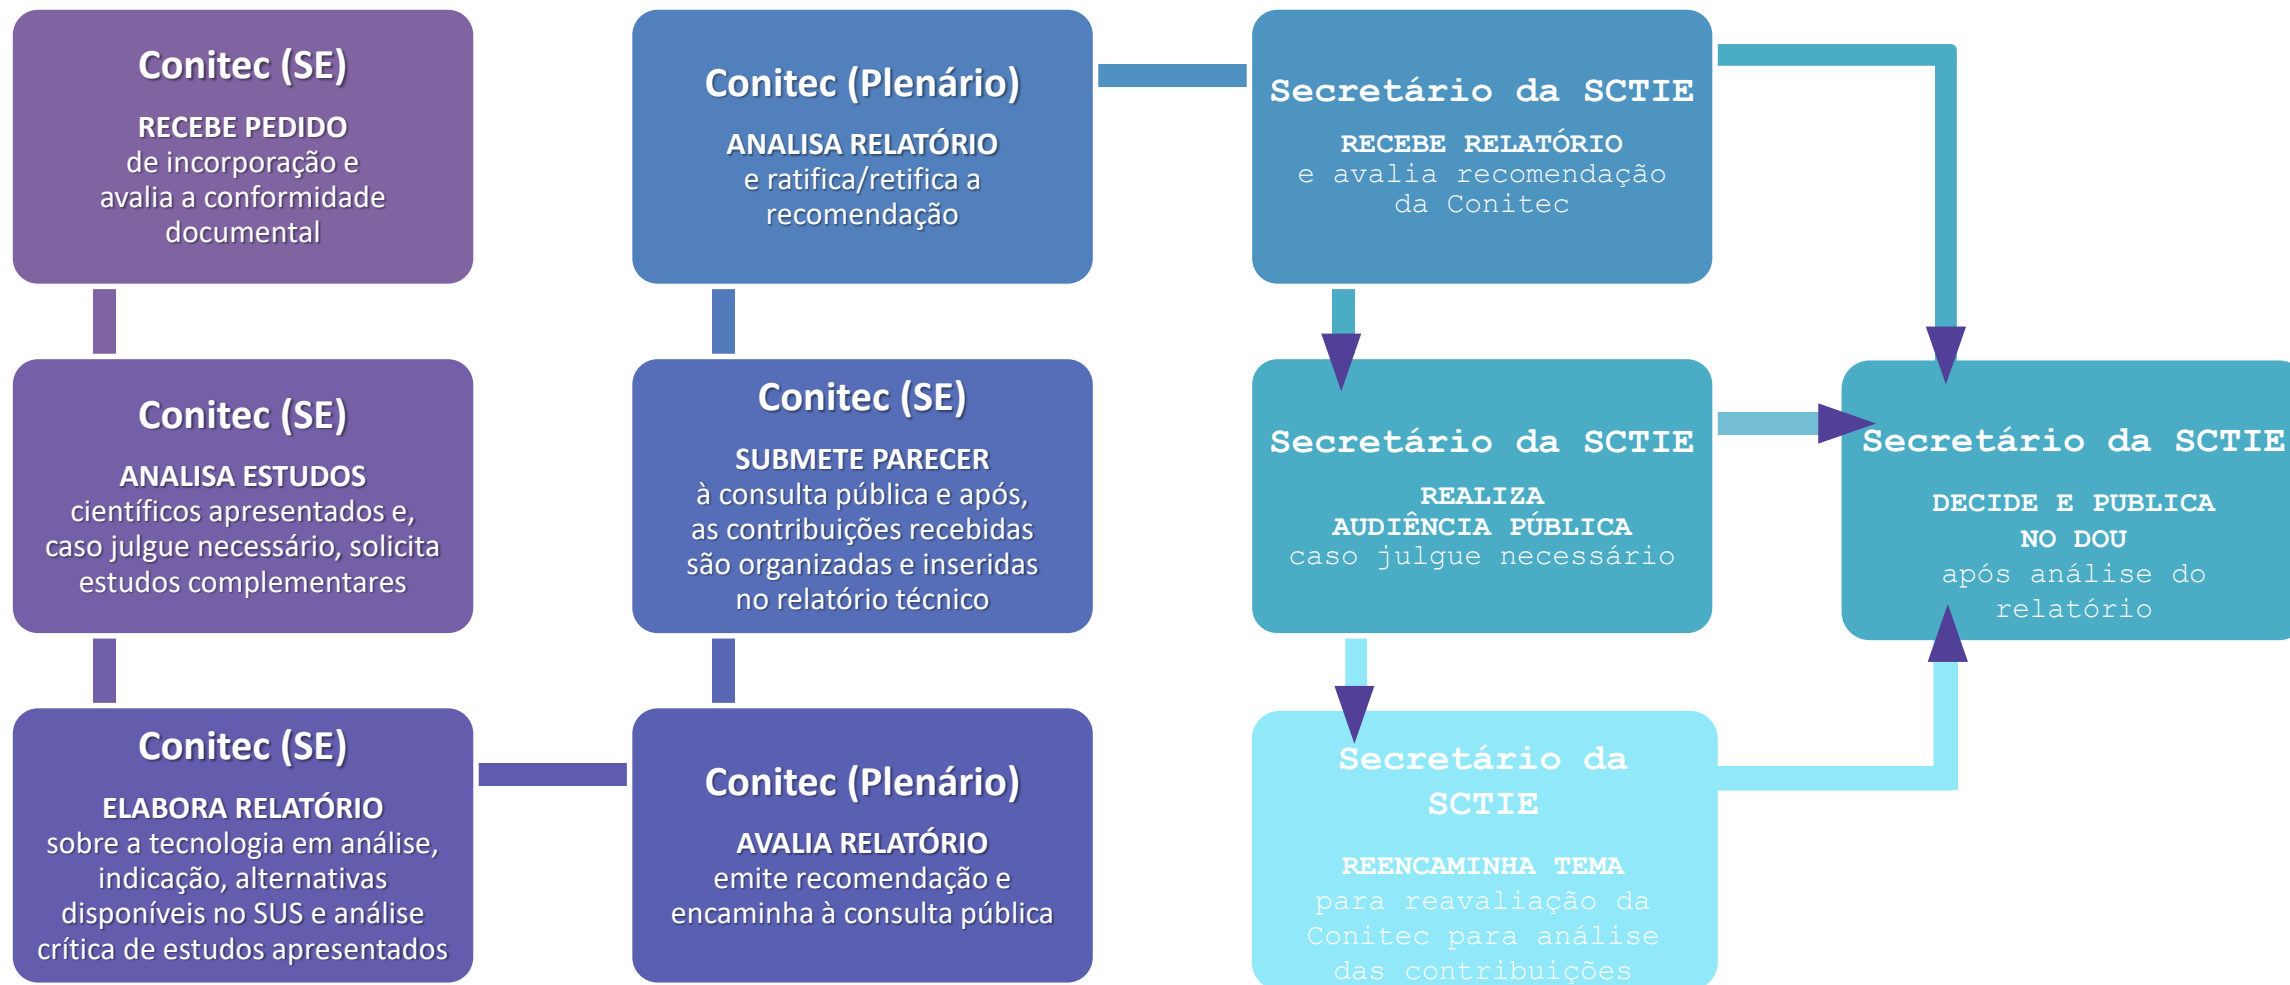 Conitec (SE)
RECEBE PEDIDO
de incorporação e
avalia a conformidade
documental
Conitec (SE)
ANALISA ESTUDOS
científicos apresentados e,
caso julgue necessário, solicita
estudos complementares
Conitec (SE)
ELABORA RELATÓRIO
sobre a tecnologia em análise,
indicação, alternativas
disponíveis no SUS e análise
crítica de estudos apresentados
Conitec (Plenário)
AVALIA RELATÓRIO
emite recomendação e
encaminha à consulta pública
Conitec (SE)
SUBMETE PARECER
à consulta pública e após,
as contribuições recebidas
são organizadas e inseridas
no relatório técnico
Conitec (Plenário)
ANALISA RELATÓRIO
e ratifica/retifica a
recomendação
Secretário da SCTIE
RECEBE RELATÓRIO
e avalia recomendação
da Conitec
Secretário da SCTIE
REALIZA
AUDIÊNCIA PÚBLICA
caso julgue necessário
Secretário da
SCTIE
REENCAMINHA TEMA
para reavaliação da
Conitec para análise
das contribuições
Secretário da SCTIE
DECIDE E PUBLICA
NO DOU
após análise do
relatório